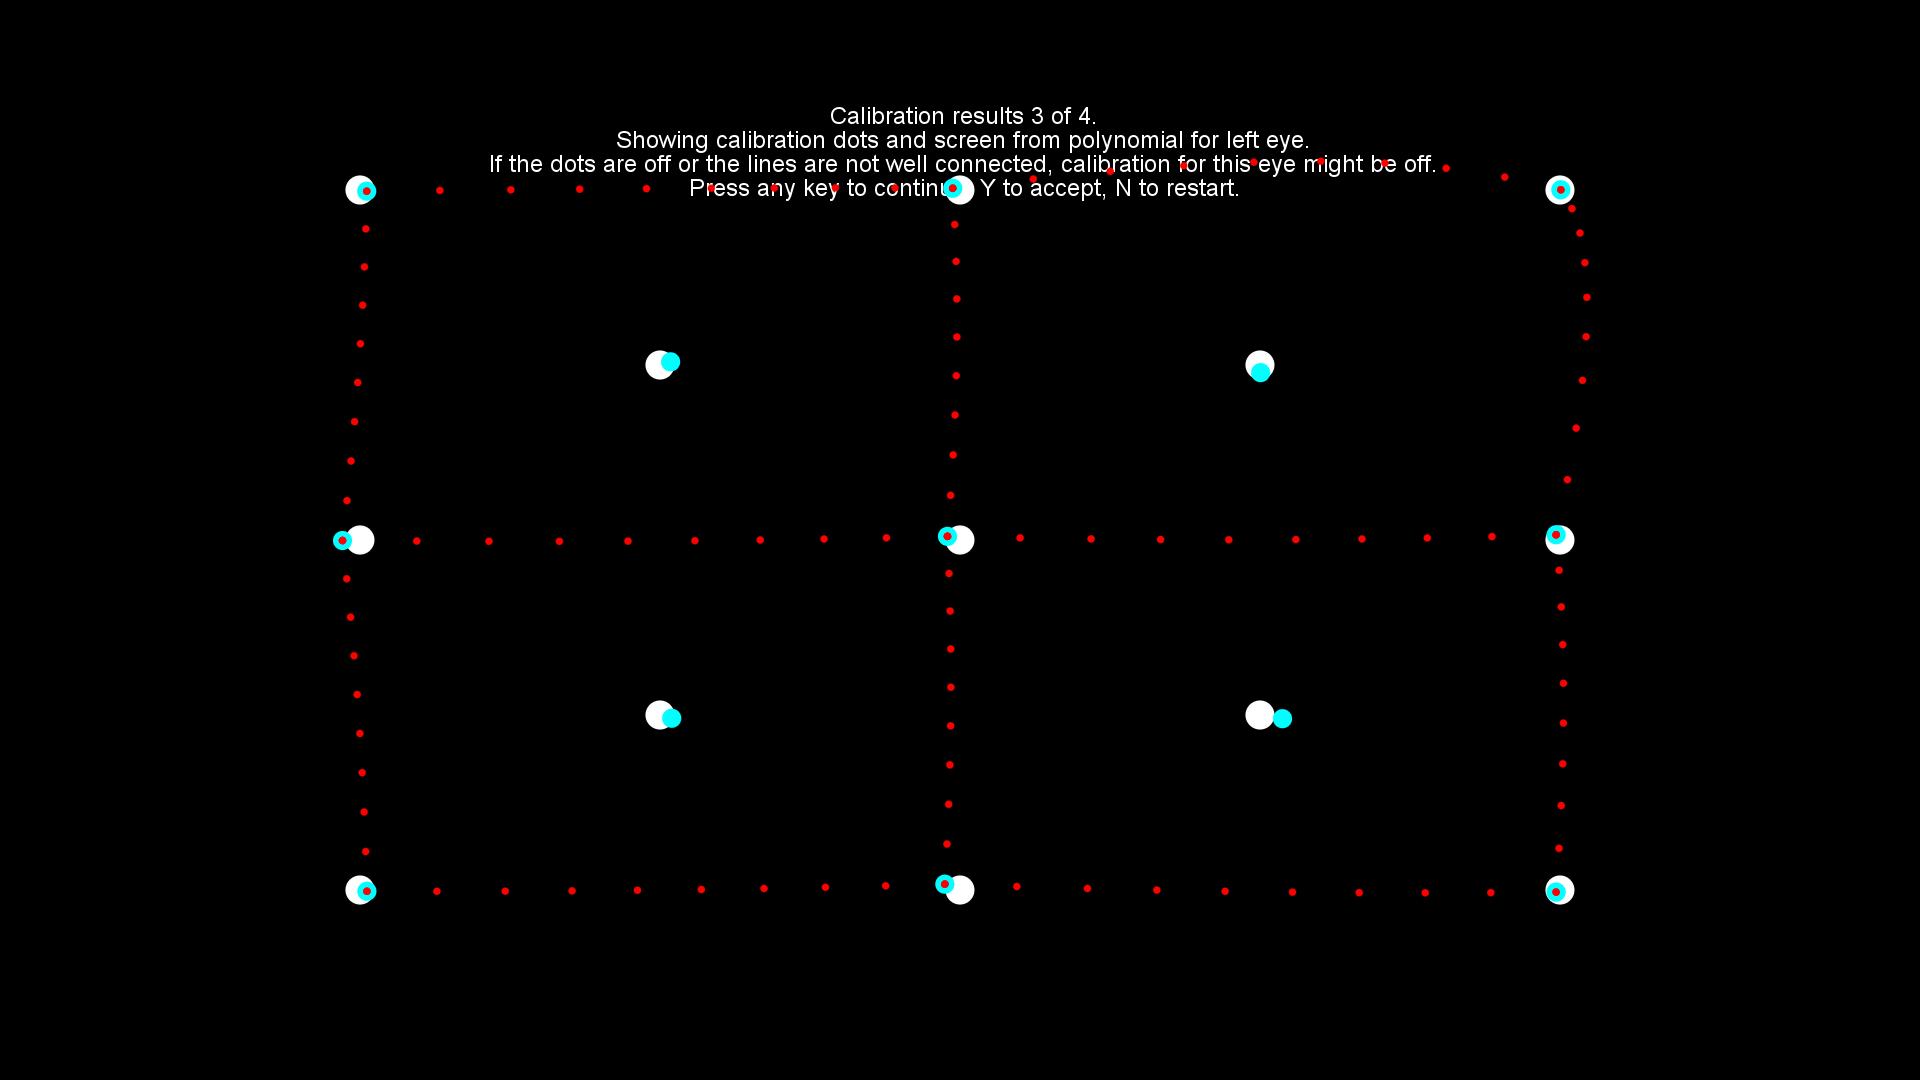 Calibration results 3 of 4.
Showing calibration dots and screen from polynomial for left eye.
If the dots are off or the lines are not well connected, calibration for this eye might be off.
Press any key to continue, Y to accept, N to restart.